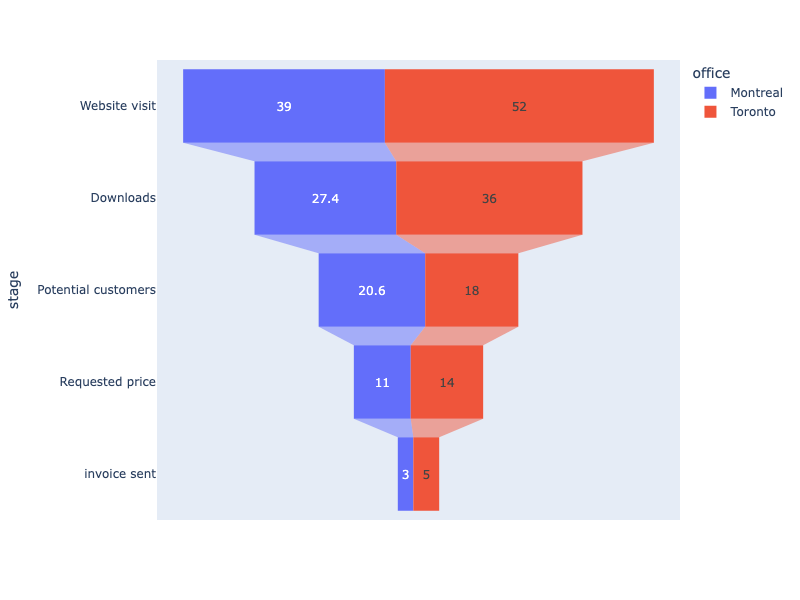 office
Montreal
Toronto
Website visit 39 52
Downloads 27.4 36
stage
Potential customers 20.6 18
Requested price 11 14
invoice sent 3 5